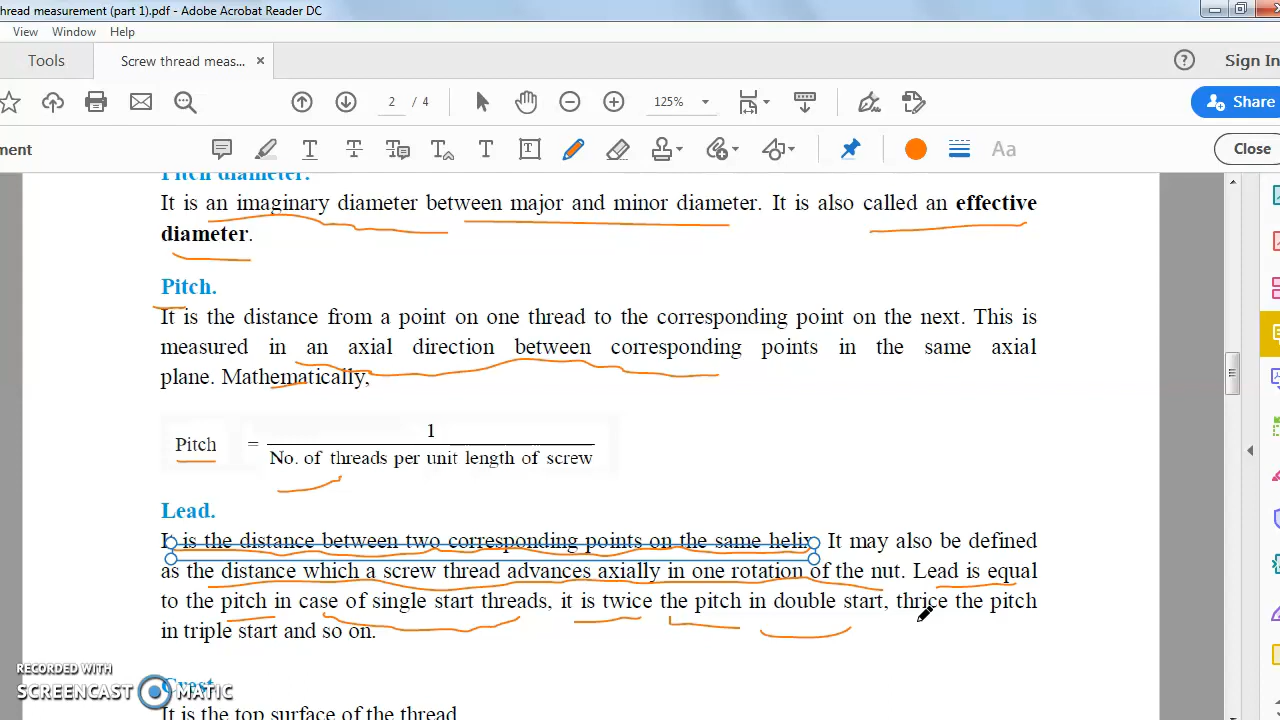 thread measurement (part 1).pdf - Adobe Acrobat Reader DC
View Window Help
Tools Screw thread meas... × Sign In
2 / 4 125% Share
ment Aa Close
Pitch diameter.
It is an imaginary diameter between major and minor diameter. It is also called an effective
diameter.
Pitch.
It is the distance from a point on one thread to the corresponding point on the next. This is
measured in an axial direction between corresponding points in the same axial
plane. Mathematically,
1
Pitch =
No. of threads per unit length of screw
Lead.
It is the distance between two corresponding points on the same helix. It may also be defined
as the distance which a screw thread advances axially in one rotation of the nut. Lead is equal
to the pitch in case of single start threads, it is twice the pitch in double start, thrice the pitch
in triple start and so on.
RECORDED WITH
SCREENCAST MATIC
Crest
It is the top surface of the thread